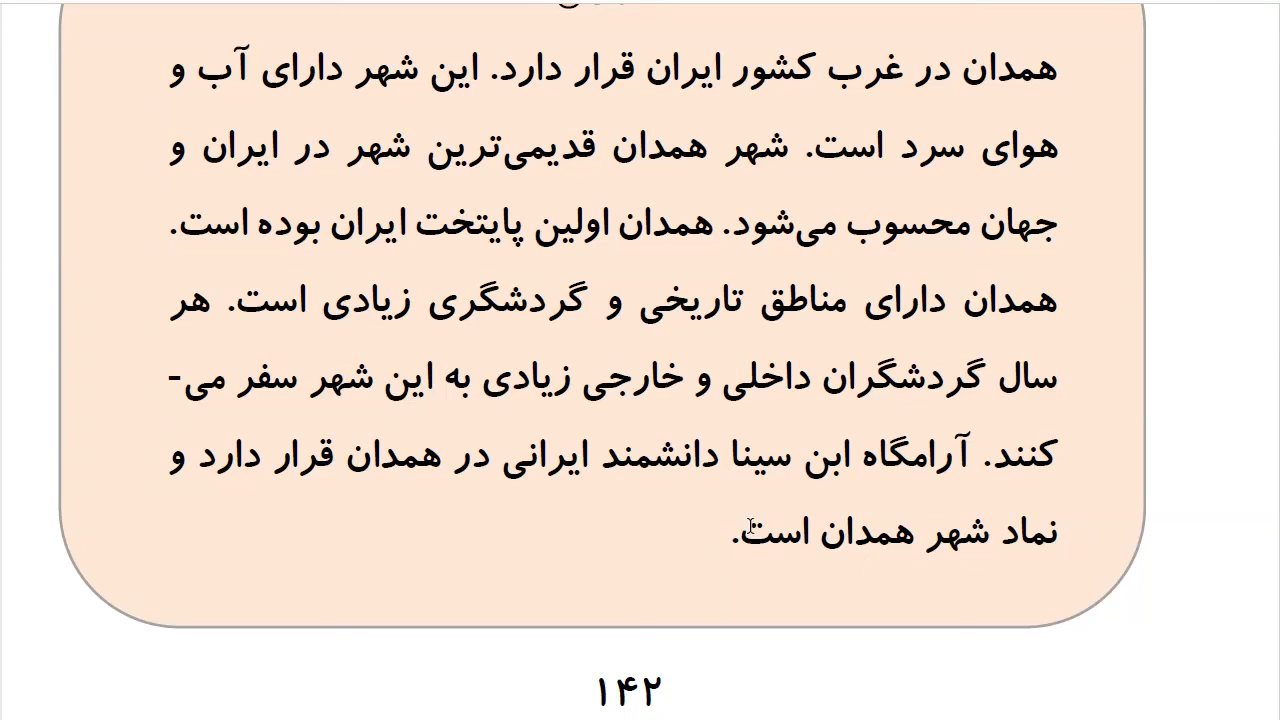 همدان در غرب کشور ایران قرار دارد. این شهر دارای آب و
هوای سرد است. شهر همدان قدیمی‌ترین شهر در ایران و
جهان محسوب می‌شود. همدان اولین پایتخت ایران بوده است.
همدان دارای مناطق تاریخی و گردشگری زیادی است. هر
سال گردشگران داخلی و خارجی زیادی به این شهر سفر می-
کنند. آرامگاه ابن سینا دانشمند ایرانی در همدان قرار دارد و
نماد شهر همدان است.
۱۴۲